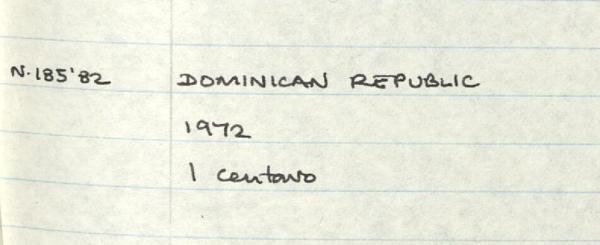 N.185'82 DOMINICAN REPUBLIC
1972
1 centavo